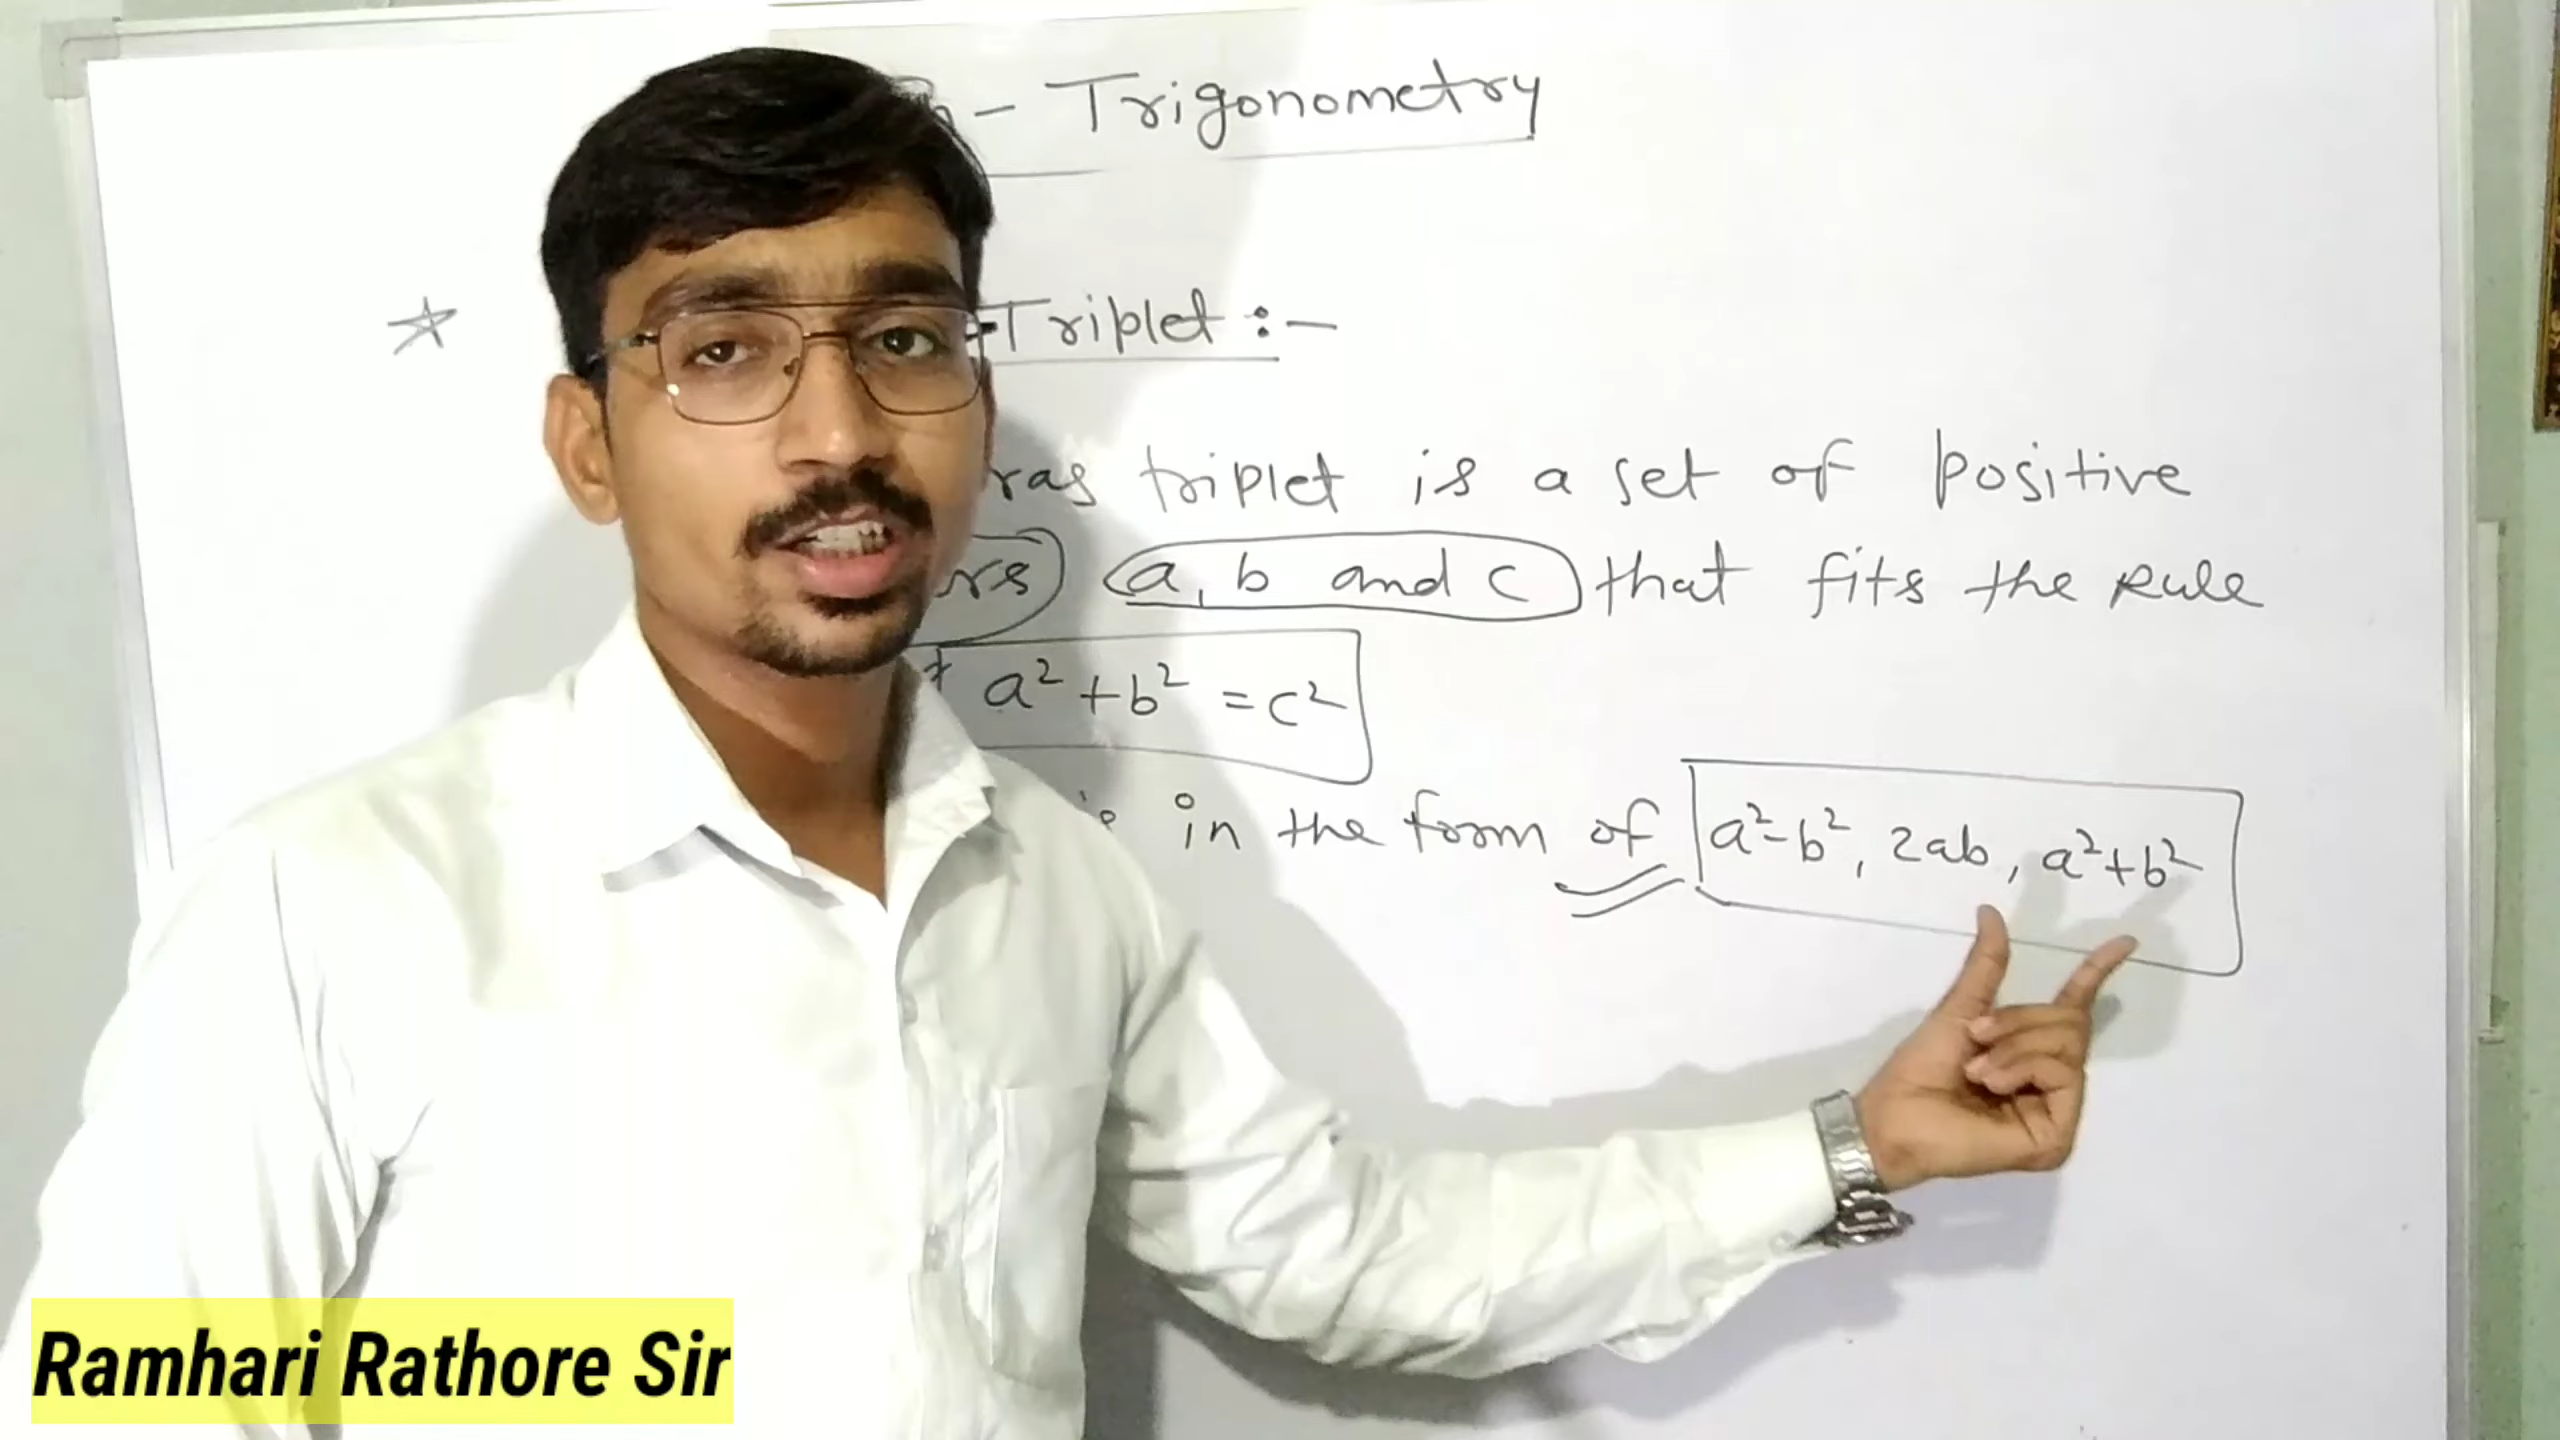 - Trigonometry
Triplet :-
ras triplet is a set of positive
rs a, b and c that fits the Rule
* a² + b² = c²
in the form of a²-b², 2ab, a²+b²
Ramhari Rathore Sir